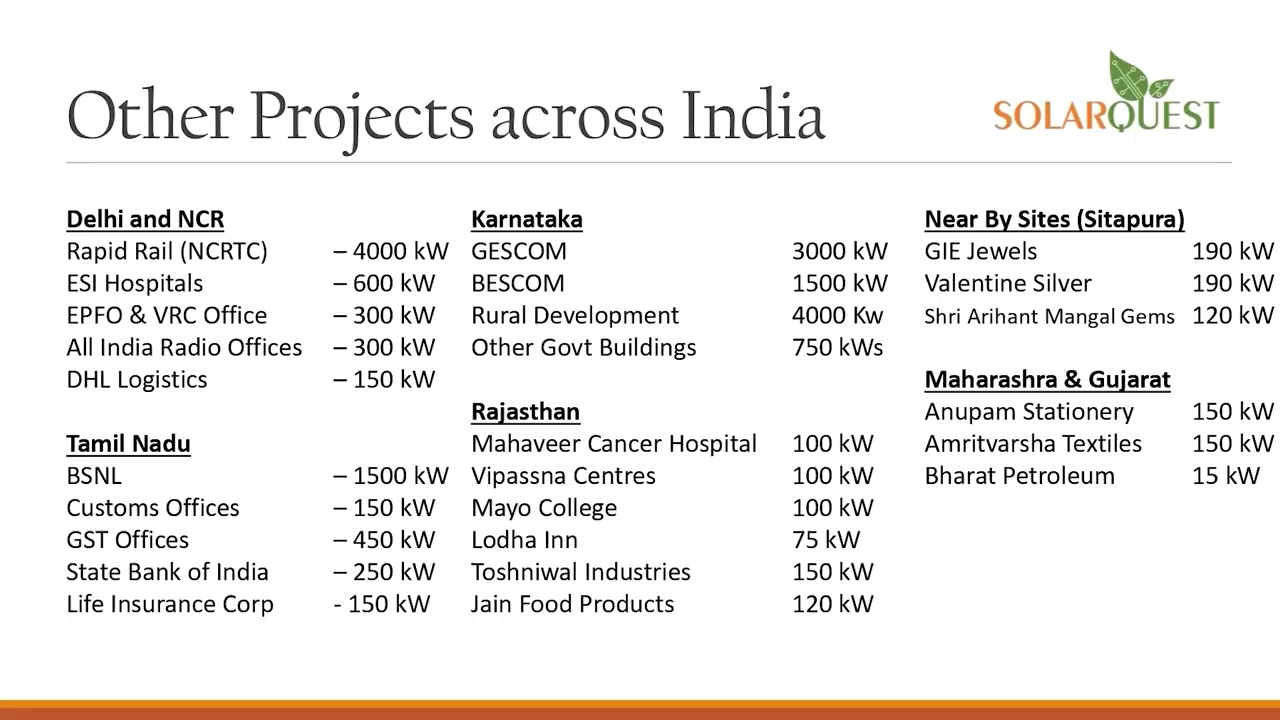 Other Projects across India
SOLARQUEST
Delhi and NCR
Rapid Rail (NCRTC) – 4000 kW
ESI Hospitals – 600 kW
EPFO & VRC Office – 300 kW
All India Radio Offices – 300 kW
DHL Logistics – 150 kW
Tamil Nadu
BSNL – 1500 kW
Customs Offices – 150 kW
GST Offices – 450 kW
State Bank of India – 250 kW
Life Insurance Corp - 150 kW
Karnataka
GESCOM 3000 kW
BESCOM 1500 kW
Rural Development 4000 Kw
Other Govt Buildings 750 kWs
Rajasthan
Mahaveer Cancer Hospital 100 kW
Vipassna Centres 100 kW
Mayo College 100 kW
Lodha Inn 75 kW
Toshniwal Industries 150 kW
Jain Food Products 120 kW
Near By Sites (Sitapura)
GIE Jewels 190 kW
Valentine Silver 190 kW
Shri Arihant Mangal Gems 120 kW
Maharashra & Gujarat
Anupam Stationery 150 kW
Amritvarsha Textiles 150 kW
Bharat Petroleum 15 kW